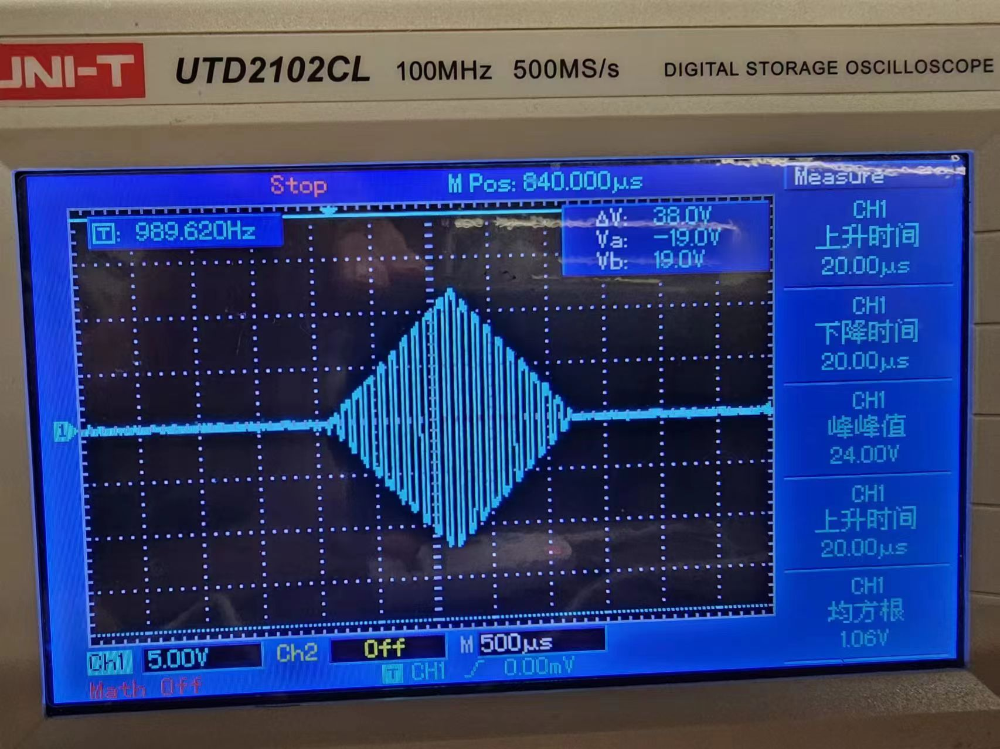 UNI-T UTD2102CL 100MHz 500MS/s DIGITAL STORAGE OSCILLOSCOPE
Stop M Pos: 840.000µs Measure
T: 989.620Hz
ΔV: 38.0V
Va: -19.0V
Vb: 19.0V
CH1
上升时间
20.00µs
CH1
下降时间
20.00µs
CH1
峰峰值
24.00V
CH1
上升时间
20.00µs
CH1
均方根
1.06V
1
CH1 5.00V Ch2 Off M 500µs
T CH1 0.00mV
Math Off